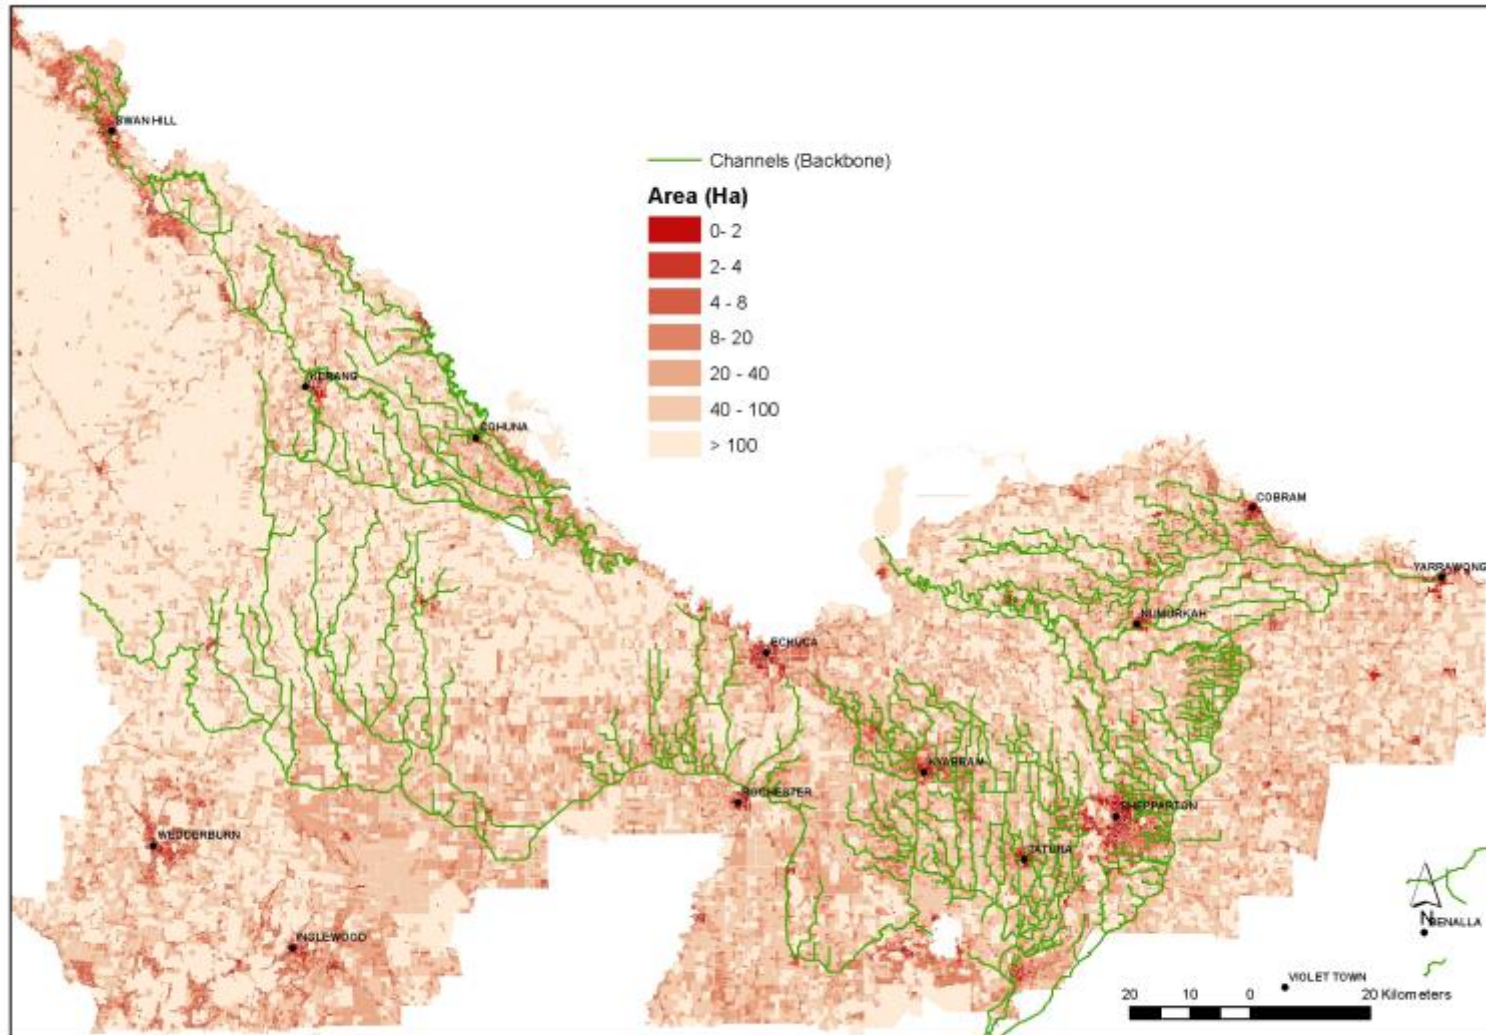 SWAN HILL
Channels (Backbone)
Area (Ha)
0- 2
2- 4
4 - 8
8- 20
20 - 40
40 - 100
> 100
KERANG
COHUNA
COBRAM
YARRAWONG
NUMURKAH
ECHUCA
KYABRAM
ROCHESTER
SHEPPARTON
WEDDERBURN
TATURA
N
BENALLA
INGLEWOOD
VIOLET TOWN
20 10 0 20 Kilometers